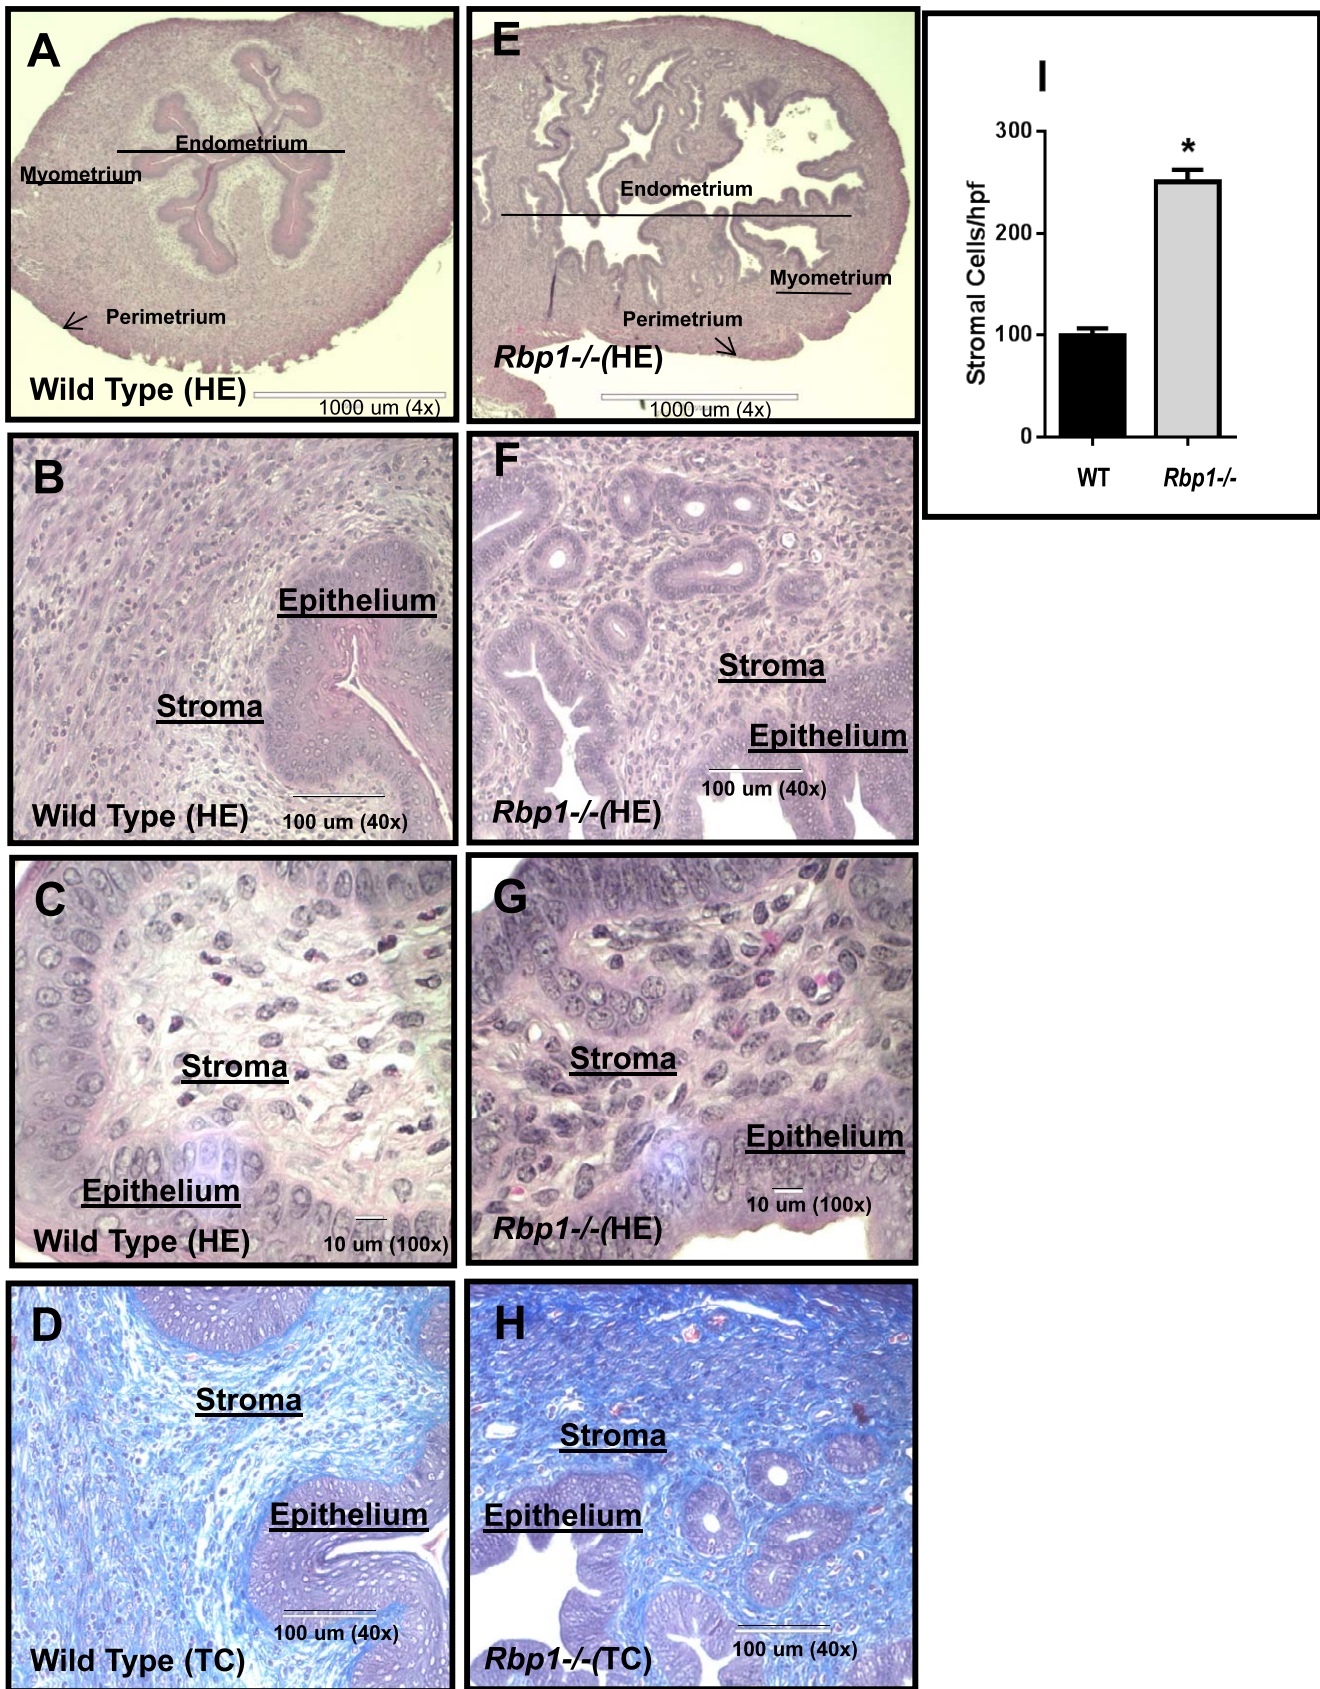 A
Endometrium
Myometrium
Perimetrium
Wild Type (HE)
1000 um (4x)
E
Endometrium
Myometrium
Perimetrium
Rbp1-/-(HE)
1000 um (4x)
I
300
200
100
0
Stromal Cells/hpf
*
WT
Rbp1-/-
B
Epithelium
Stroma
Wild Type (HE)
100 um (40x)
F
Stroma
Epithelium
100 um (40x)
Rbp1-/-(HE)
C
Stroma
Epithelium
Wild Type (HE)
10 um (100x)
G
Stroma
Epithelium
10 um (100x)
Rbp1-/-(HE)
D
Stroma
Epithelium
100 um (40x)
Wild Type (TC)
H
Stroma
Epithelium
100 um (40x)
Rbp1-/-(TC)